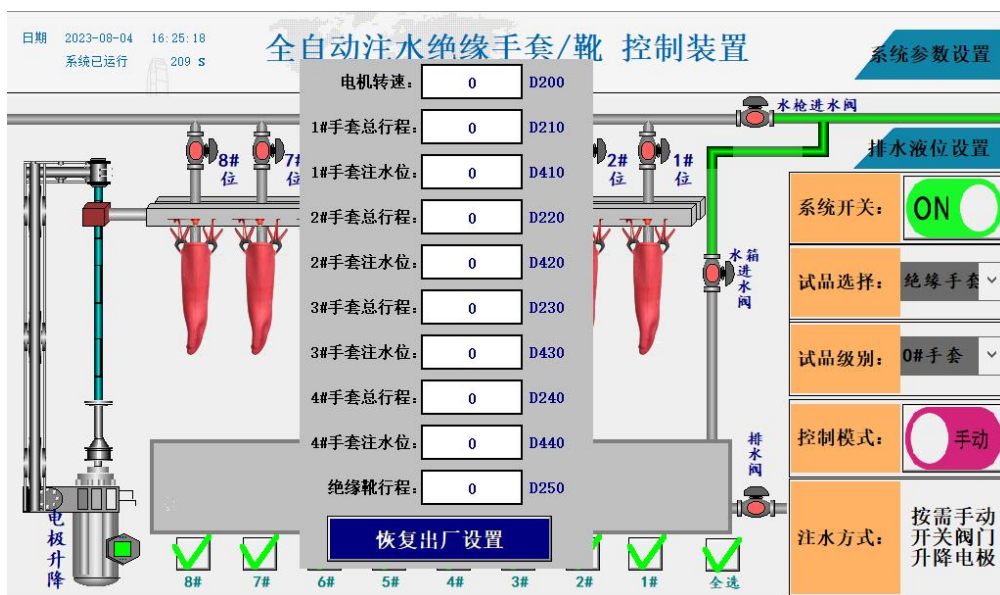 日期 2023-08-04 16:25:18
系统已运行 209 S
全自动注水绝缘手套/靴 控制装置
系统参数设置
电机转速: 0 D200
1#手套总行程: 0 D210
1#手套注水位: 0 D410
2#手套总行程: 0 D220
2#手套注水位: 0 D420
3#手套总行程: 0 D230
3#手套注水位: 0 D430
4#手套总行程: 0 D240
4#手套注水位: 0 D440
绝缘靴行程: 0 D250
恢复出厂设置
水枪进水阀
排水液位设置
8#
位
7#
位
2#
位
1#
位
水箱
进
水
阀
系统开关: ON
试品选择: 绝缘手套
试品级别: 0#手套
控制模式: 手动
注水方式:
按需手动
开关阀门
升降电极
排
水
阀
电
极
升
降
8# 7# 6# 5# 4# 3# 2# 1# 全选